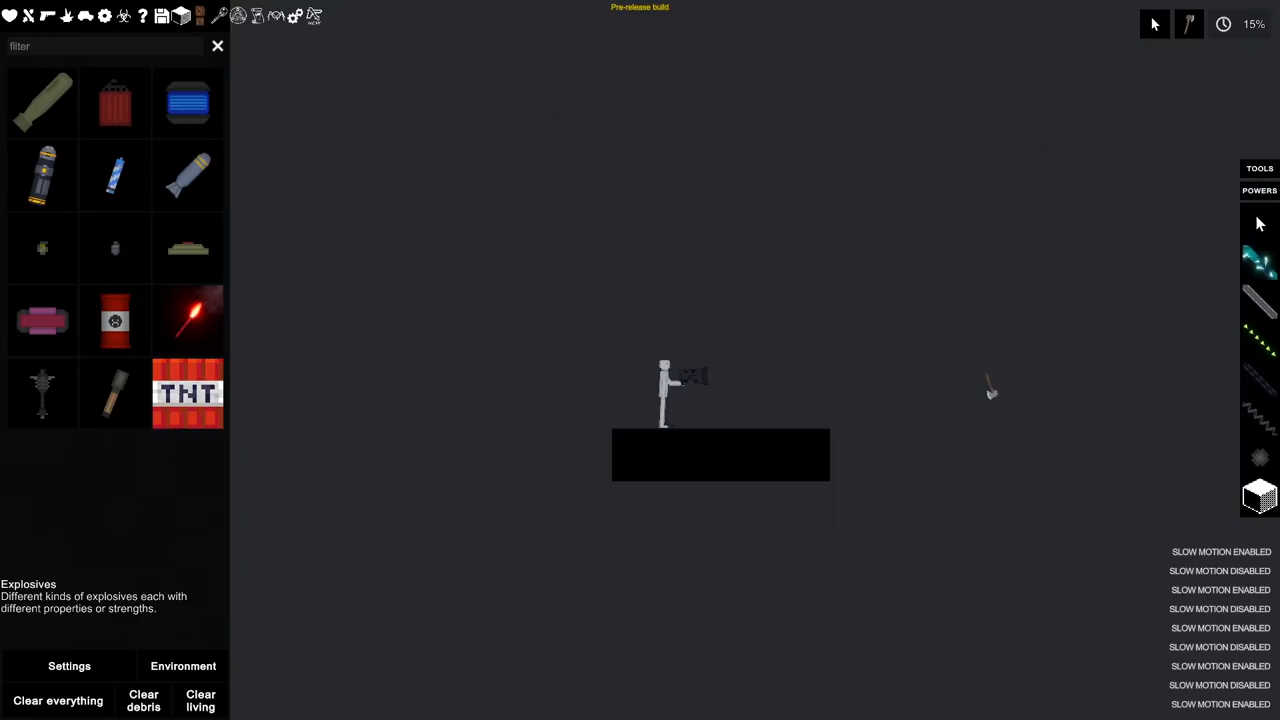 Pre-release build
NEW
15%
filter
TOOLS
POWERS
TNT
Explosives
Different kinds of explosives each with
different properties or strengths.
SLOW MOTION ENABLED
SLOW MOTION DISABLED
SLOW MOTION ENABLED
SLOW MOTION DISABLED
SLOW MOTION ENABLED
SLOW MOTION DISABLED
SLOW MOTION ENABLED
SLOW MOTION DISABLED
SLOW MOTION ENABLED
Settings
Environment
Clear everything
Clear
debris
Clear
living